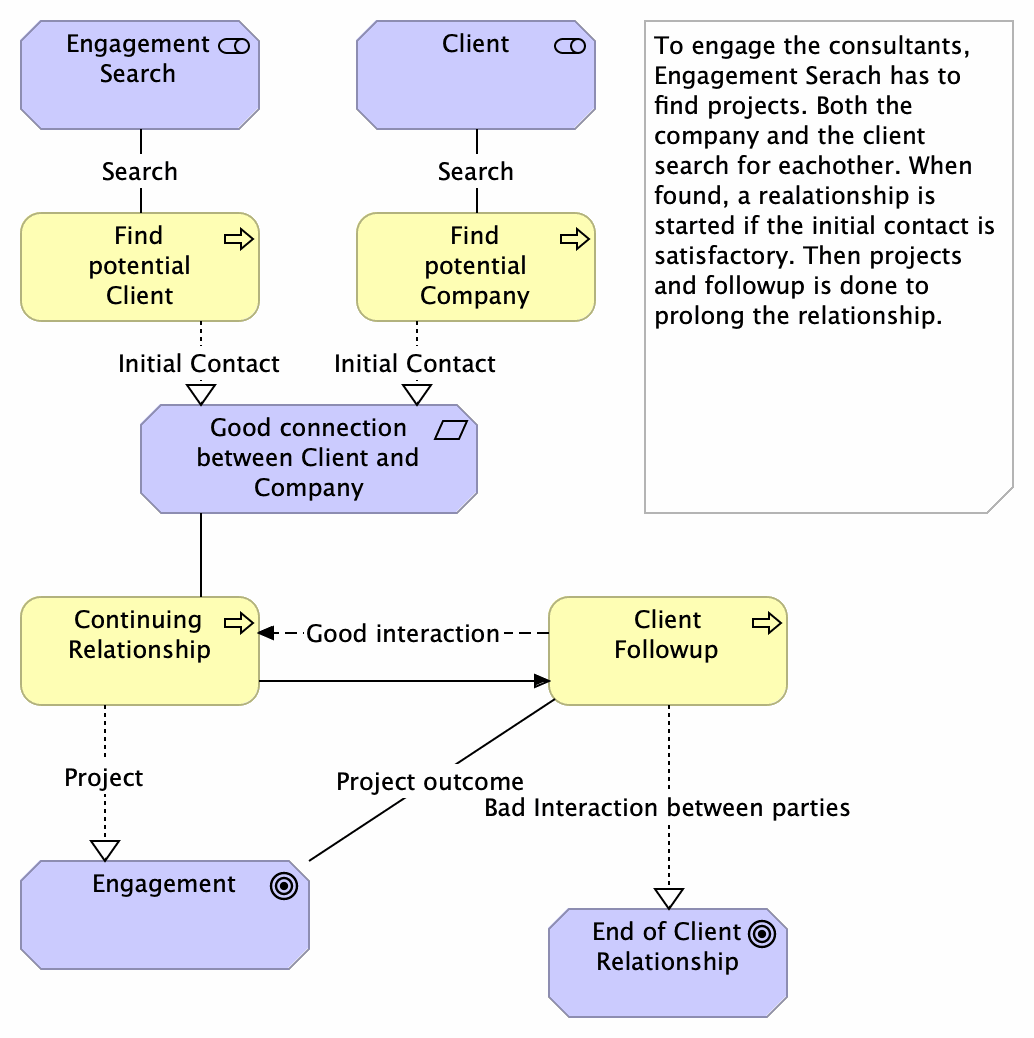 Engagement
Search
Client
To engage the consultants,
Engagement Serach has to
find projects. Both the
company and the client
search for eachother. When
found, a realationship is
started if the initial contact is
satisfactory. Then projects
and followup is done to
prolong the relationship.
Search
Search
Find
potential
Client
Find
potential
Company
Initial Contact
Initial Contact
Good connection
between Client and
Company
Continuing
Relationship
Good interaction
Client
Followup
Project
Project outcome
Bad Interaction between parties
Engagement
End of Client
Relationship